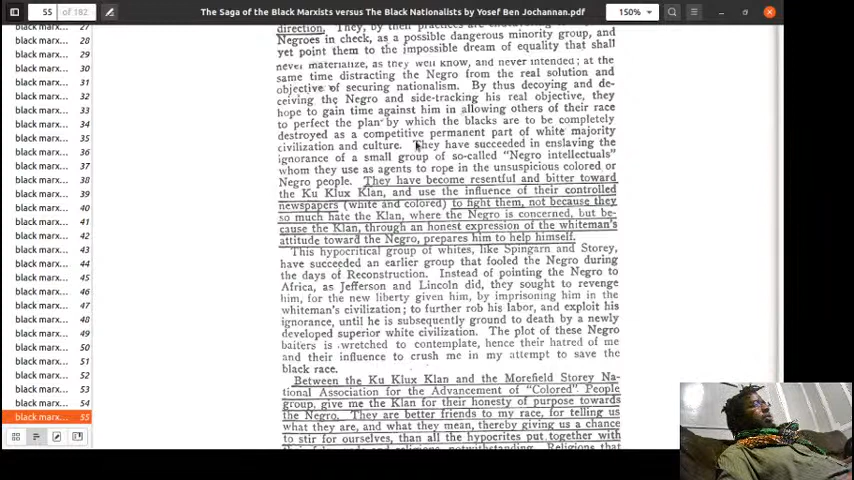 55 of 182
The Saga of the Black Marxists versus The Black Nationalists by Yosef Ben Jochannan.pdf
150%
27
black marx... 28
black marx... 29
black marx... 30
black marx... 31
black marx... 32
black marx... 33
black marx... 34
black marx... 35
black marx... 36
black marx... 37
black marx... 38
black marx... 39
black marx... 40
black marx... 41
black marx... 42
black marx... 43
black marx... 44
black marx... 45
black marx... 46
black marx... 47
black marx... 48
black marx... 49
black marx... 50
black marx... 51
black marx... 52
black marx... 53
black marx... 54
black marx... 55
direction. They, by their practices are
Negroes in check, as a possible dangerous minority group, and
yet point them to the impossible dream of equality that shall
never materialize, as they well know, and never intended; at the
same time distracting the Negro from the real solution and
objective of securing nationalism. By thus decoying and de-
ceiving the Negro and side-tracking his real objective, they
hope to gain time against him in allowing others of their race
to perfect the plan by which the blacks are to be completely
destroyed as a competitive permanent part of white majority
civilization and culture. They have succeeded in enslaving the
ignorance of a small group of so-called "Negro intellectuals"
whom they use as agents to rope in the unsuspicious colored or
Negro people. They have become resentful and bitter toward
the Ku Klux Klan, and use the influence of their controlled
newspapers (white and colored) to fight them, not because they
so much hate the Klan, where the Negro is concerned, but be-
cause the Klan, through an honest expression of the whiteman's
attitude toward the Negro, prepares him to help himself.
This hypocritical group of whites, like Spingarn and Storey,
have succeeded an earlier group that fooled the Negro during
the days of Reconstruction. Instead of pointing the Negro to
Africa, as Jefferson and Lincoln did, they sought to revenge
him, for the new liberty given him, by imprisoning him in the
whiteman's civilization; to further rob his labor, and exploit his
ignorance, until he is subsequently ground to death by a newly
developed superior white civilization. The plot of these Negro
baiters is wretched to contemplate, hence their hatred of me
and their influence to crush me in my attempt to save the
black race.
Between the Ku Klux Klan and the Morefield Storey Na-
tional Association for the Advancement of "Colored" People
group, give me the Klan for their honesty of purpose towards
the Negro. They are better friends to my race, for telling us
what they are, and what they mean, thereby giving us a chance
to stir for ourselves, than all the hypocrites put together with